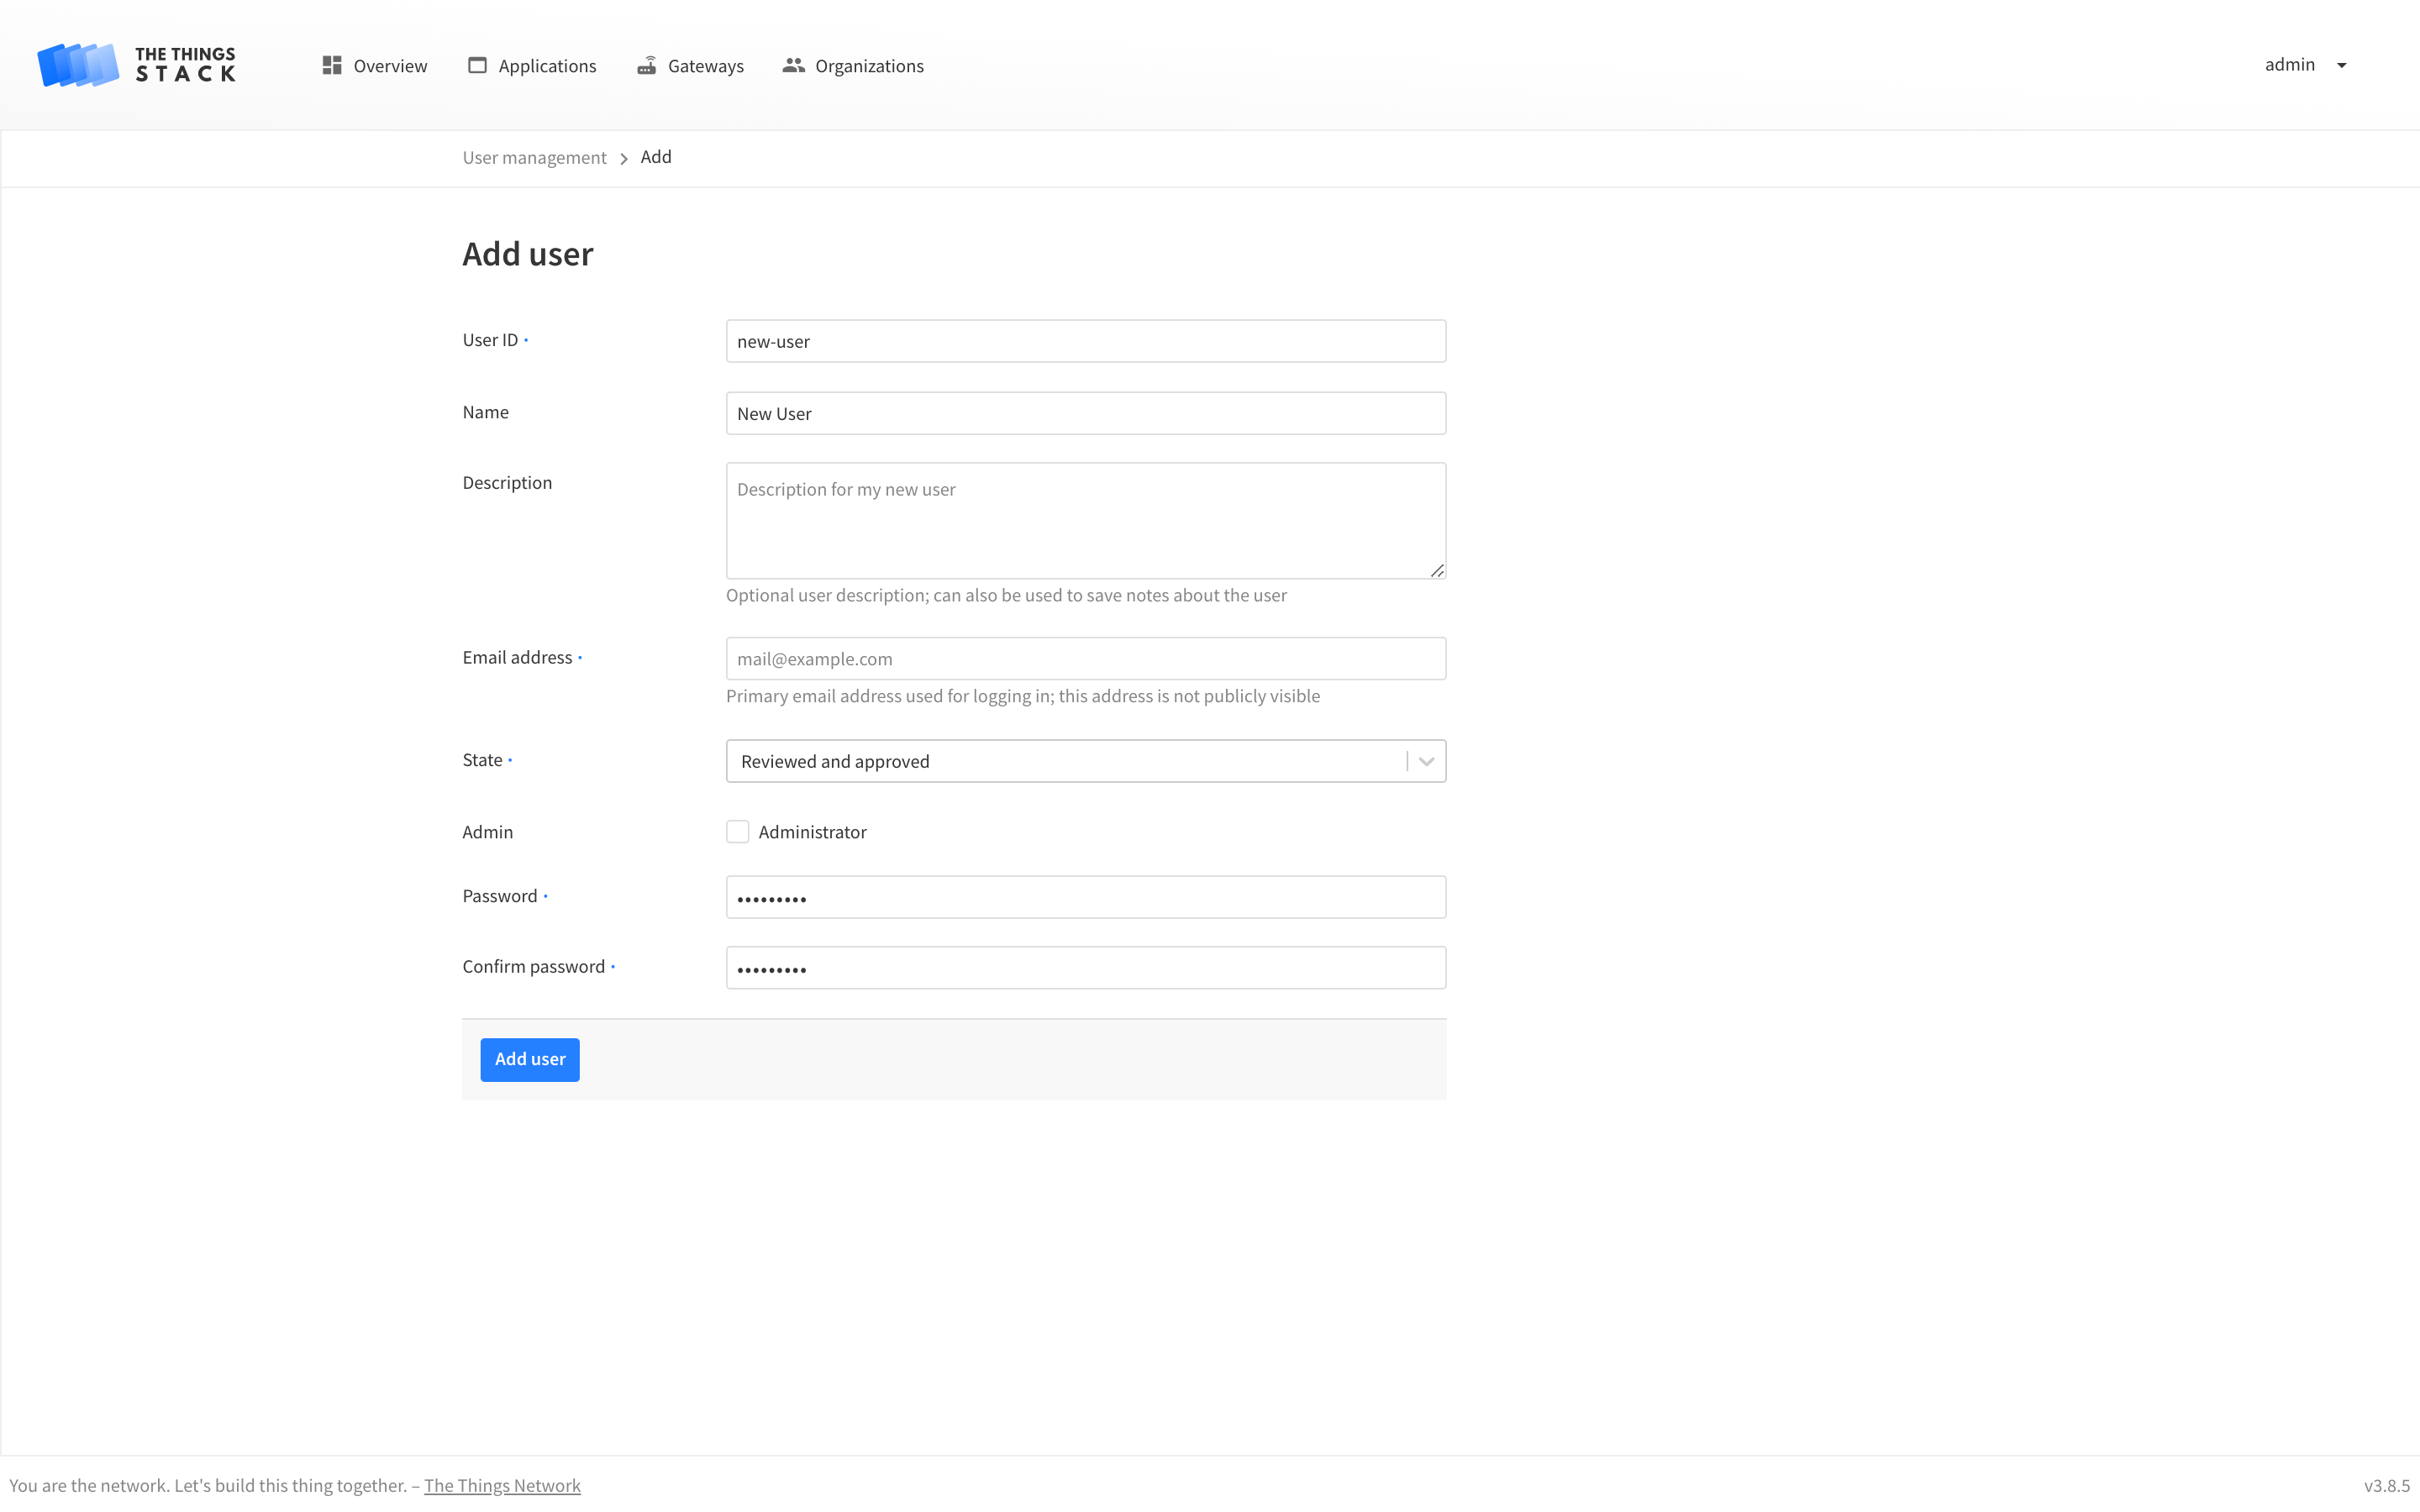 THE THINGS
STACK
Overview
Applications
Gateways
Organizations
admin
User management
Add
Add user
User ID
new-user
Name
New User
Description
Description for my new user
Optional user description; can also be used to save notes about the user
Email address
mail@example.com
Primary email address used for logging in; this address is not publicly visible
State
Reviewed and approved
Admin
Administrator
Password
•••••••••
Confirm password
•••••••••
Add user
You are the network. Let's build this thing together. – The Things Network
v3.8.5